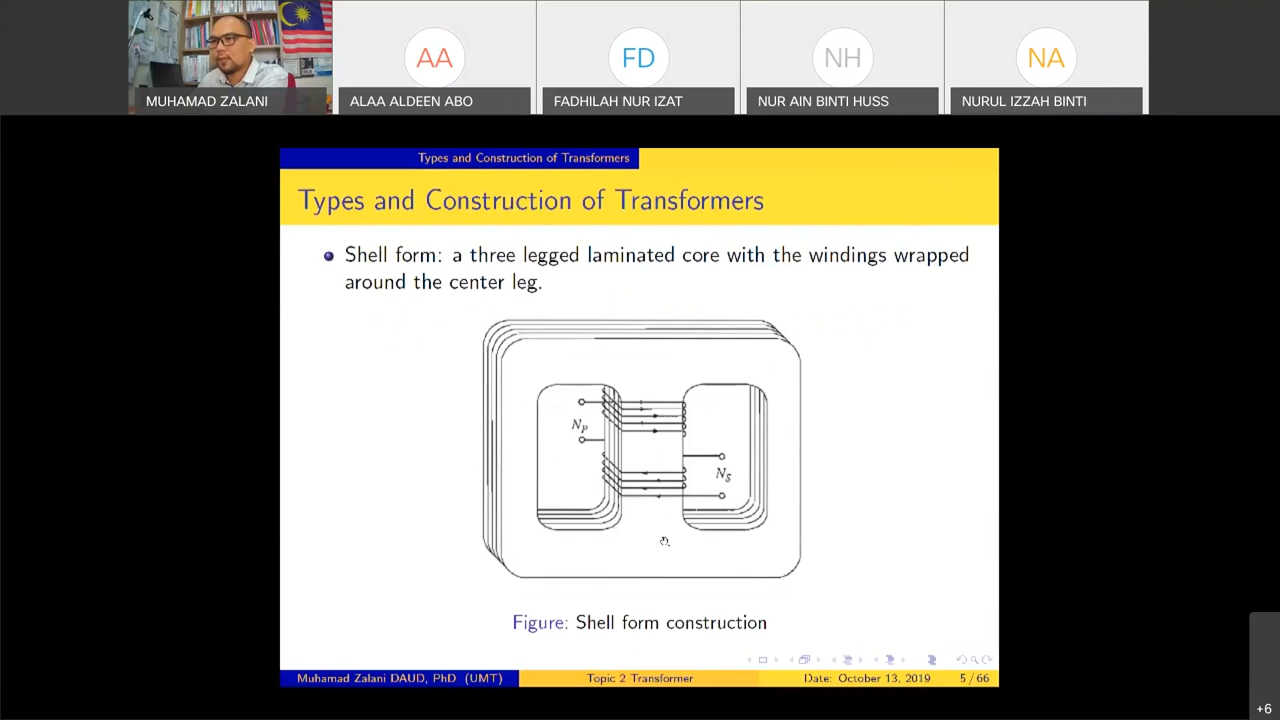 AA
FD
NH
NA
MUHAMAD ZALANI
ALAA ALDEEN ABO
FADHILAH NUR IZAT
NUR AIN BINTI HUSS
NURUL IZZAH BINTI
Types and Construction of Transformers
Types and Construction of Transformers
Shell form: a three legged laminated core with the windings wrapped
around the center leg.
NP
NS
Figure: Shell form construction
Muhamad Zalani DAUD, PhD (UMT)
Topic 2 Transformer
Date: October 13, 2019
5 / 66
+6